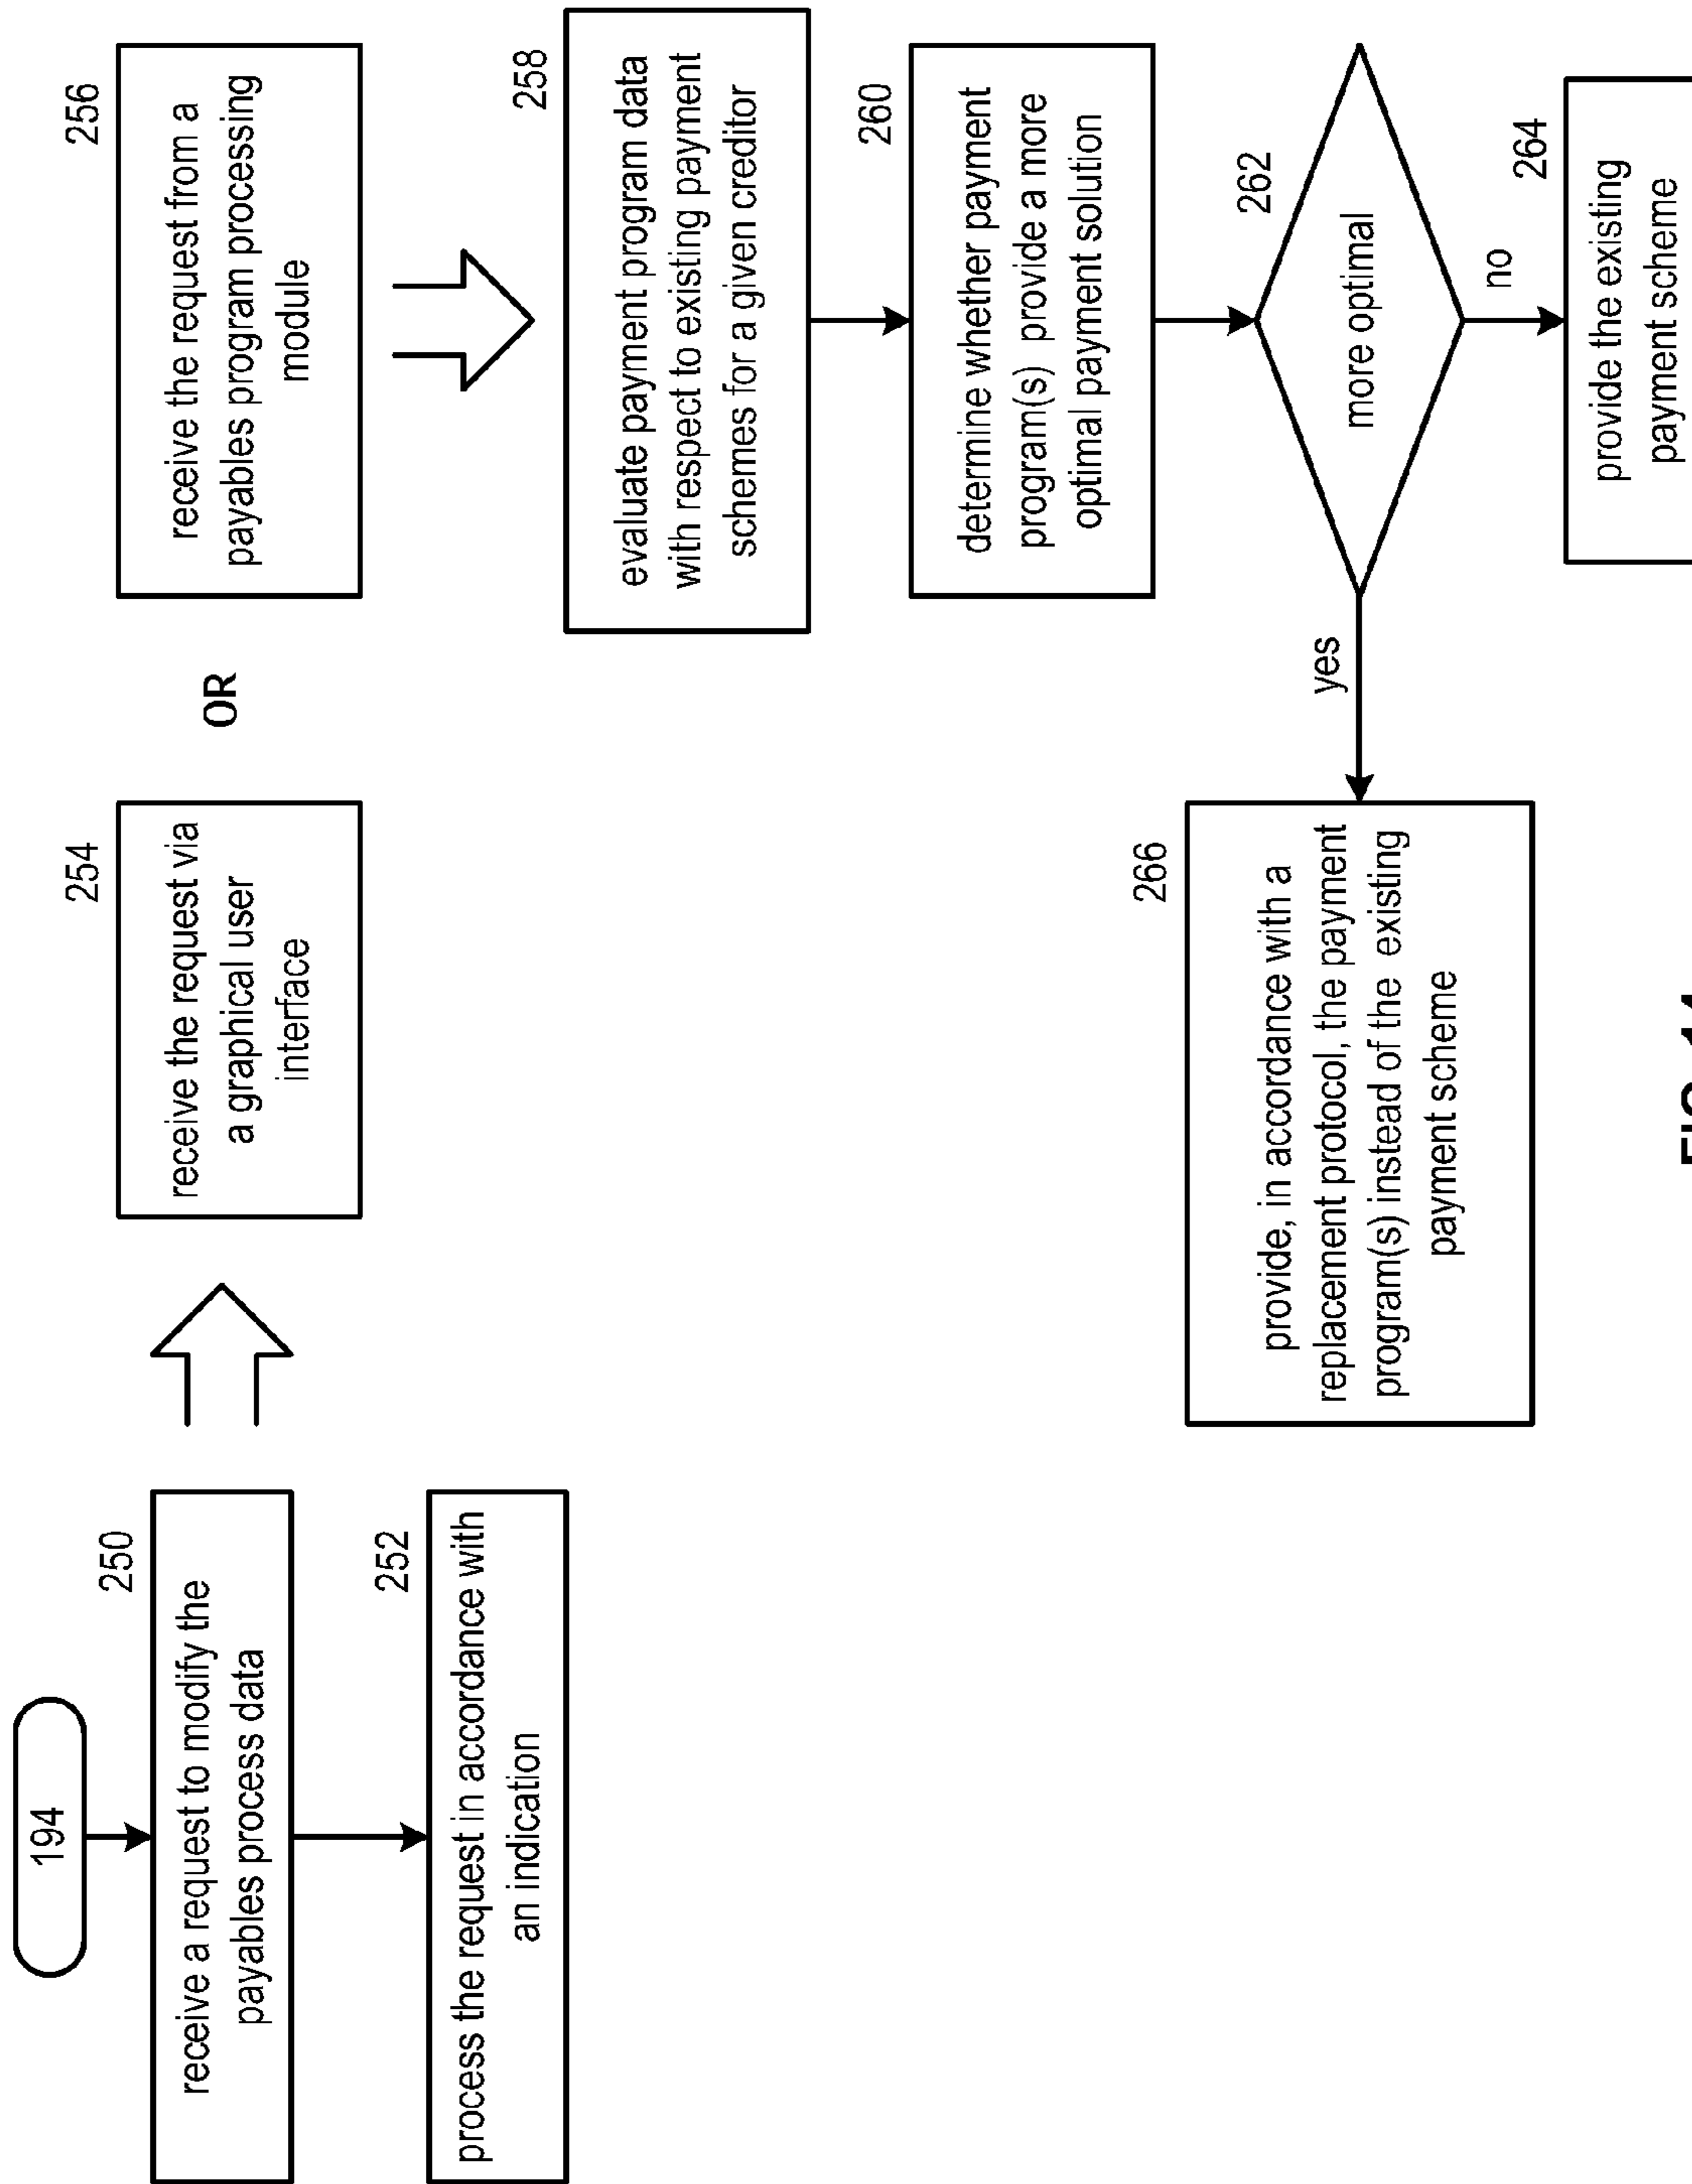 194
250
receive a request to modify the
payables process data
252
process the request in accordance with
an indication
254
receive the request via
a graphical user
interface
OR
256
receive the request from a
payables program processing
module
258
evaluate payment program data
with respect to existing payment
schemes for a given creditor
260
determine whether payment
program(s) provide a more
optimal payment solution
262
more optimal
yes
no
264
provide the existing
payment scheme
266
provide, in accordance with a
replacement protocol, the payment
program(s) instead of the existing
payment scheme
FIG.